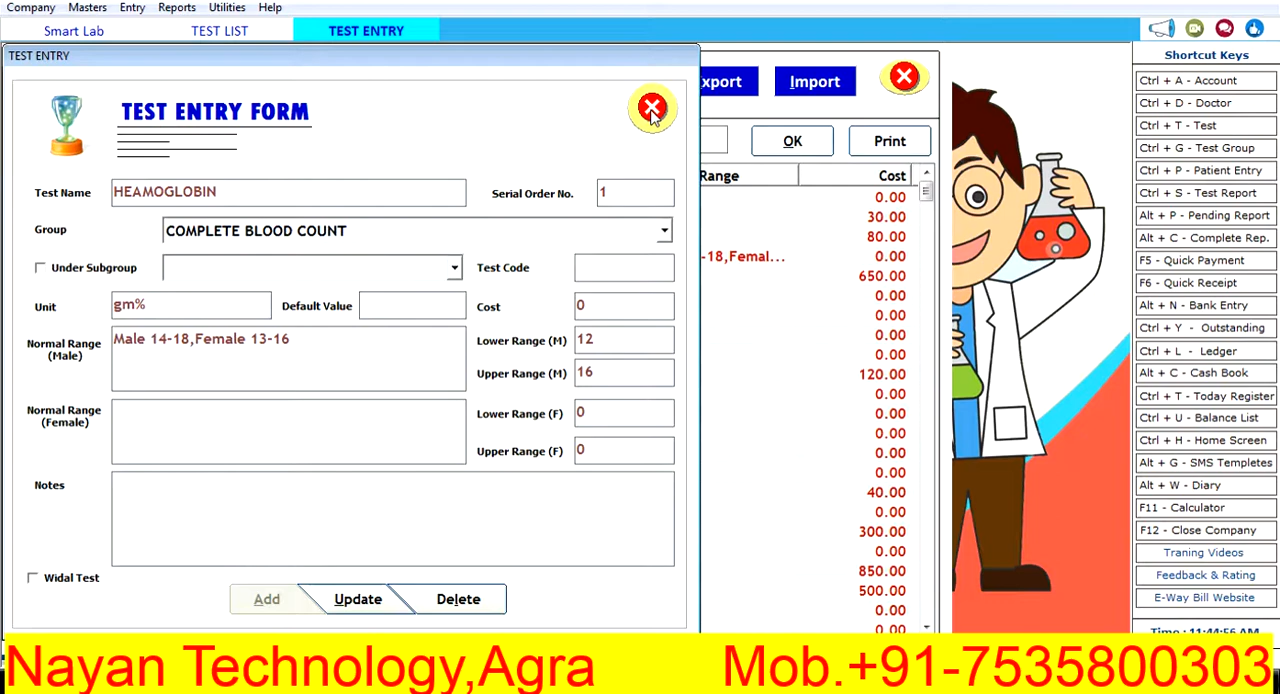 Company Masters Entry Reports Utilities Help
Smart Lab TEST LIST TEST ENTRY
TEST ENTRY
TEST ENTRY FORM
Test Name HEAMOGLOBIN Serial Order No. 1
Group COMPLETE BLOOD COUNT
Under Subgroup Test Code
Unit gm% Default Value Cost 0
Normal Range (Male) Male 14-18,Female 13-16 Lower Range (M) 12
Upper Range (M) 16
Normal Range (Female) Lower Range (F) 0
Upper Range (F) 0
Notes
Widal Test
Add Update Delete
xport Import
OK Print
Range Cost
0.00
30.00
80.00
-18,Femal... 0.00
650.00
0.00
0.00
0.00
0.00
120.00
0.00
0.00
0.00
0.00
0.00
40.00
0.00
300.00
0.00
850.00
500.00
0.00
0.00
Shortcut Keys
Ctrl + A - Account
Ctrl + D - Doctor
Ctrl + T - Test
Ctrl + G - Test Group
Ctrl + P - Patient Entry
Ctrl + S - Test Report
Alt + P - Pending Report
Alt + C - Complete Rep.
F5 - Quick Payment
F6 - Quick Receipt
Alt + N - Bank Entry
Ctrl + Y - Outstanding
Ctrl + L - Ledger
Alt + C - Cash Book
Ctrl + T - Today Register
Ctrl + U - Balance List
Ctrl + H - Home Screen
Alt + G - SMS Templetes
Alt + W - Diary
F11 - Calculator
F12 - Close Company
Traning Videos
Feedback & Rating
E-Way Bill Website
Time : 11:44:56 AM
Nayan Technology,Agra Mob.+91-7535800303